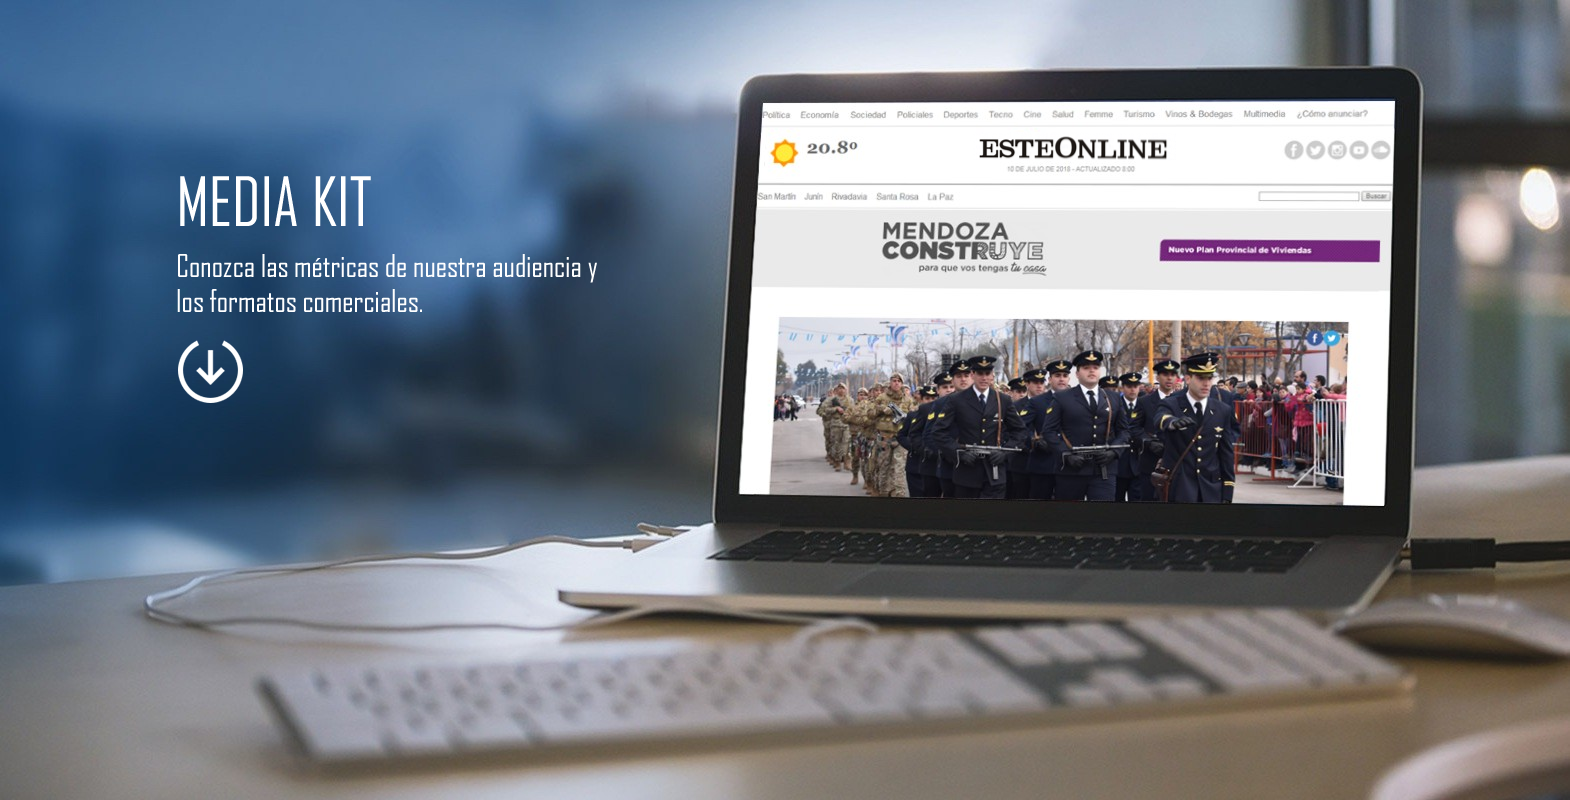 MEDIA KIT
Conozca las métricas de nuestra audiencia y
los formatos comerciales.
Política Economía Sociedad Policiales Deportes Tecno Cine Salud Femme Turismo Vinos & Bodegas Multimedia ¿Cómo anunciar?
20.8º
ESTEONLINE
10 DE JULIO DE 2018 - ACTUALIZADO 9:00
San Martín Junín Rivadavia Santa Rosa La Paz
Buscar
MENDOZA
CONSTRUYE
para que vos tengas tu casa
Nuevo Plan Provincial de Viviendas